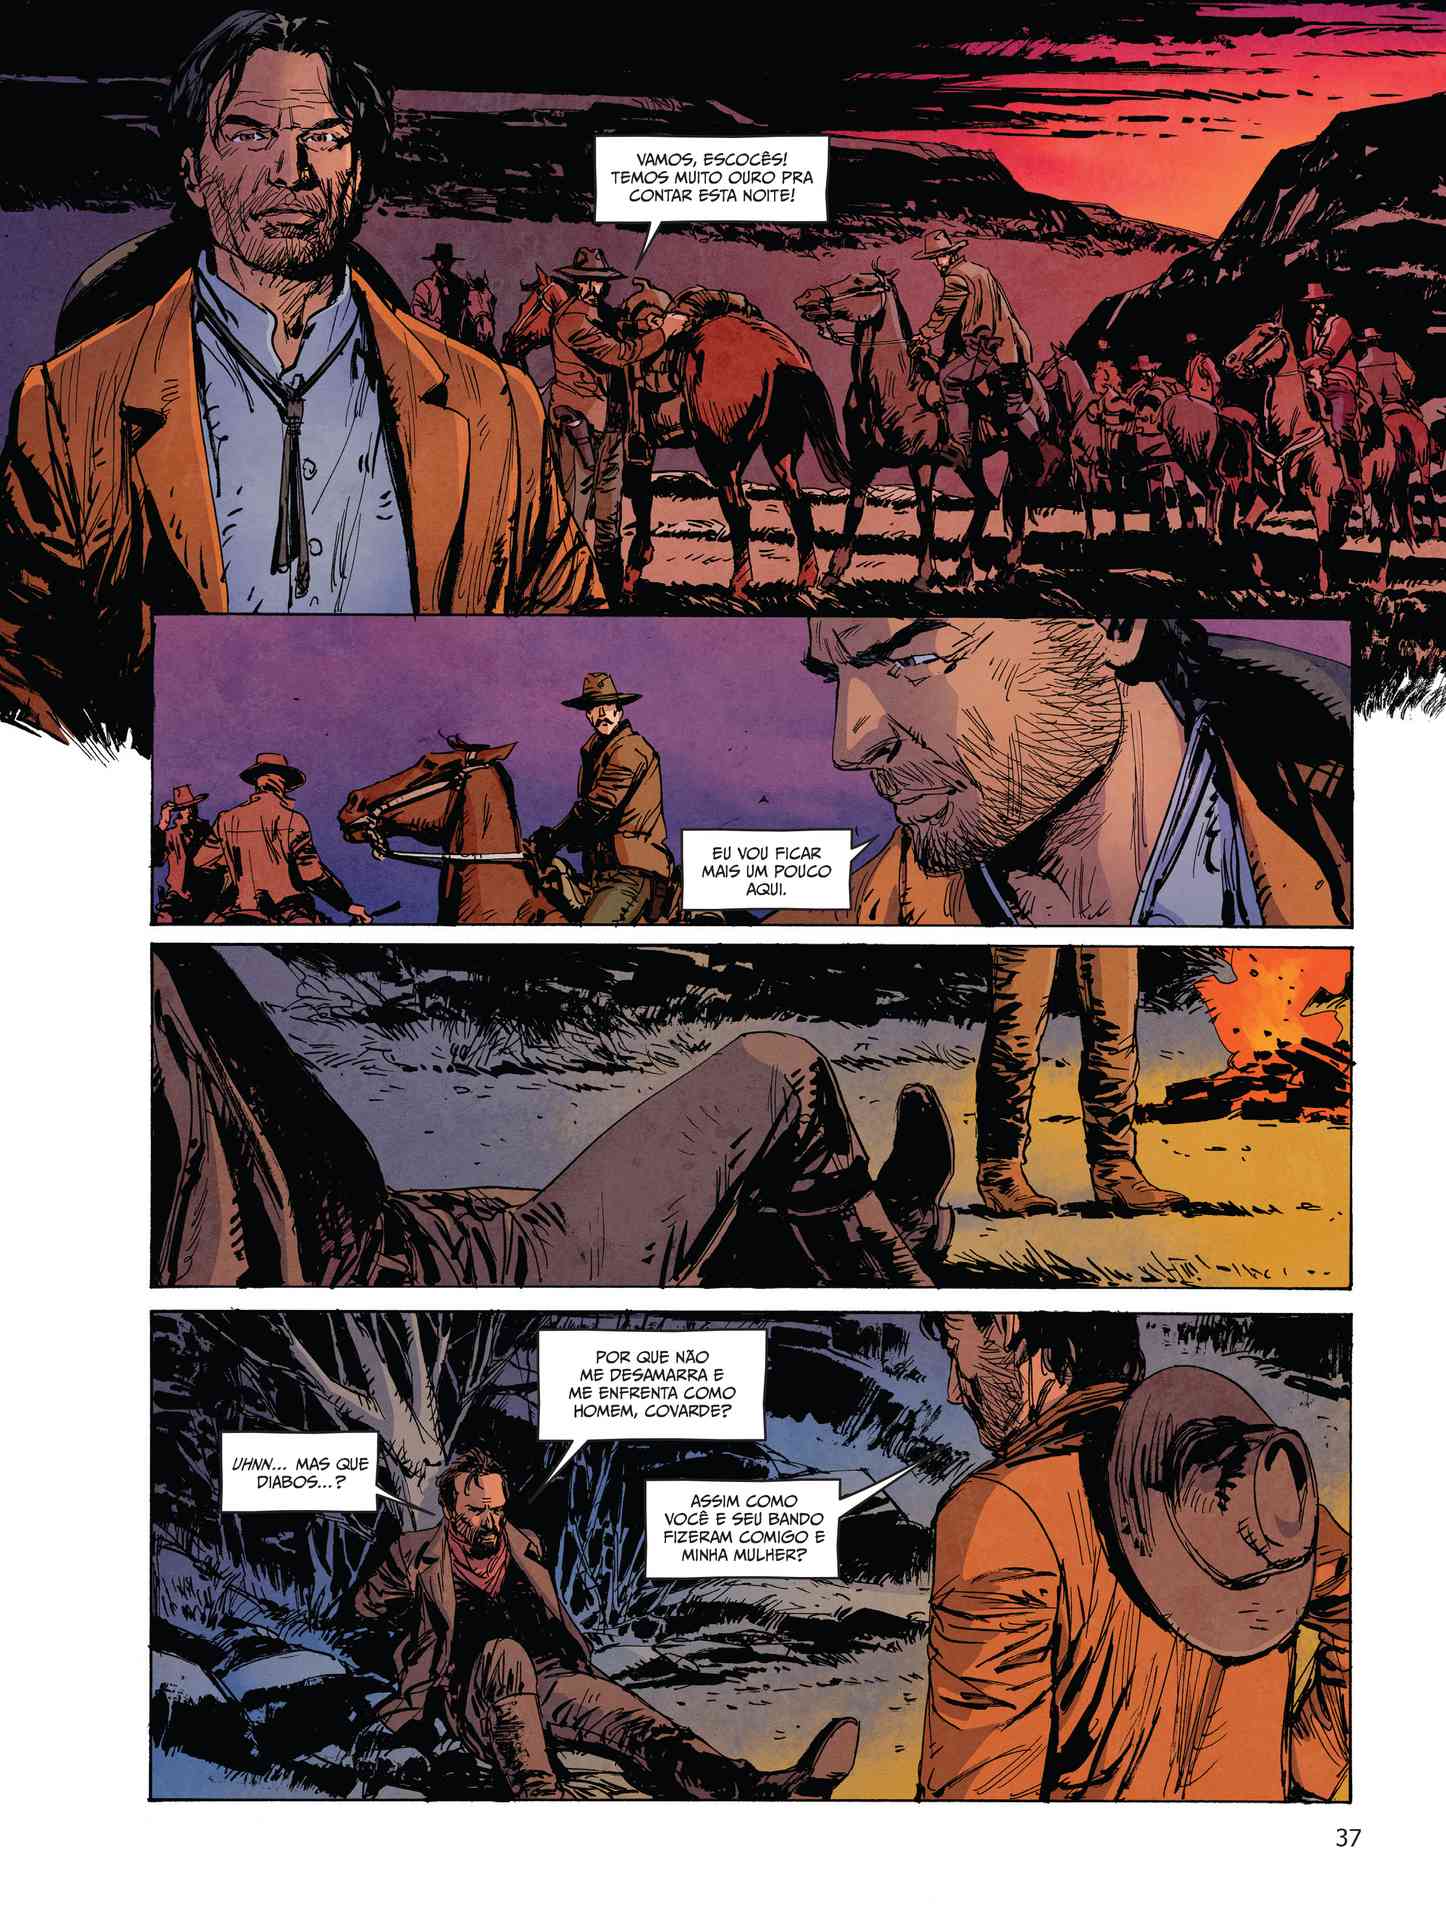 VAMOS, ESCOCÊS!
TEMOS MUITO OURO PRA
CONTAR ESTA NOITE!
EU VOU FICAR
MAIS UM POUCO
AQUI.
UHNN... MAS QUE
DIABOS...?
POR QUE NÃO
ME DESAMARRA E
ME ENFRENTA COMO
HOMEM, COVARDE?
ASSIM COMO
VOCÊ E SEU BANDO
FIZERAM COMIGO E
MINHA MULHER?
37